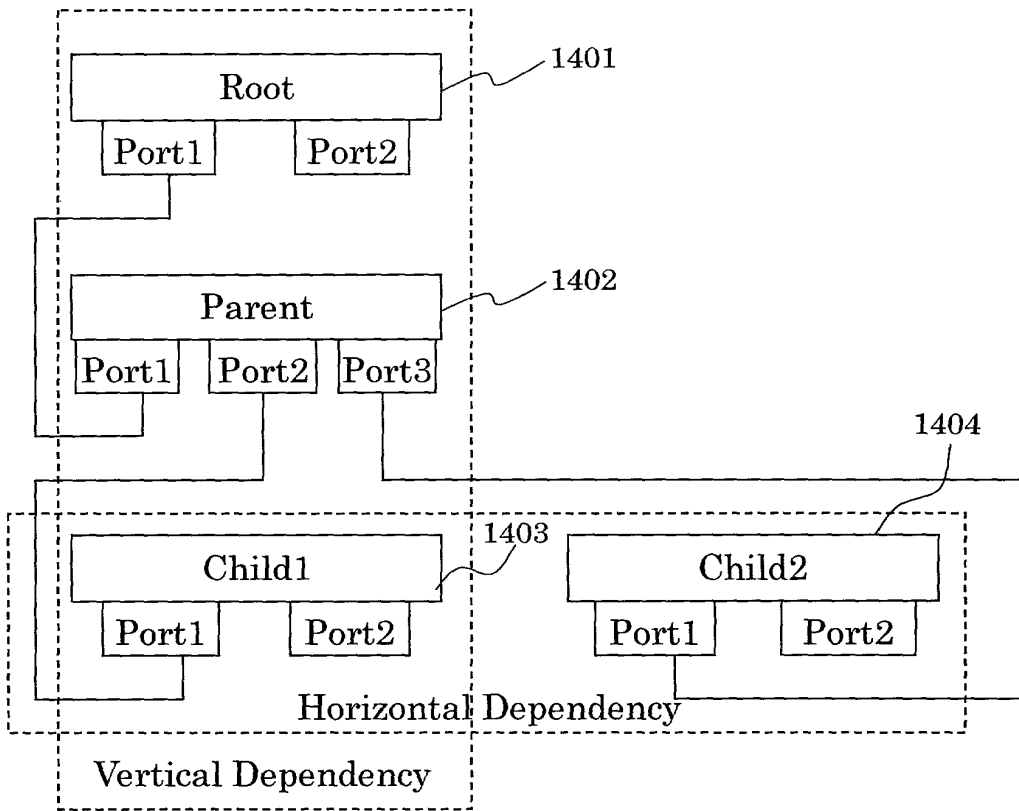 1401
Root
Port1 Port2
1402
Parent
Port1 Port2 Port3
1404
1403
Child1 Child2
Port1 Port2 Port1 Port2
Horizontal Dependency
Vertical Dependency